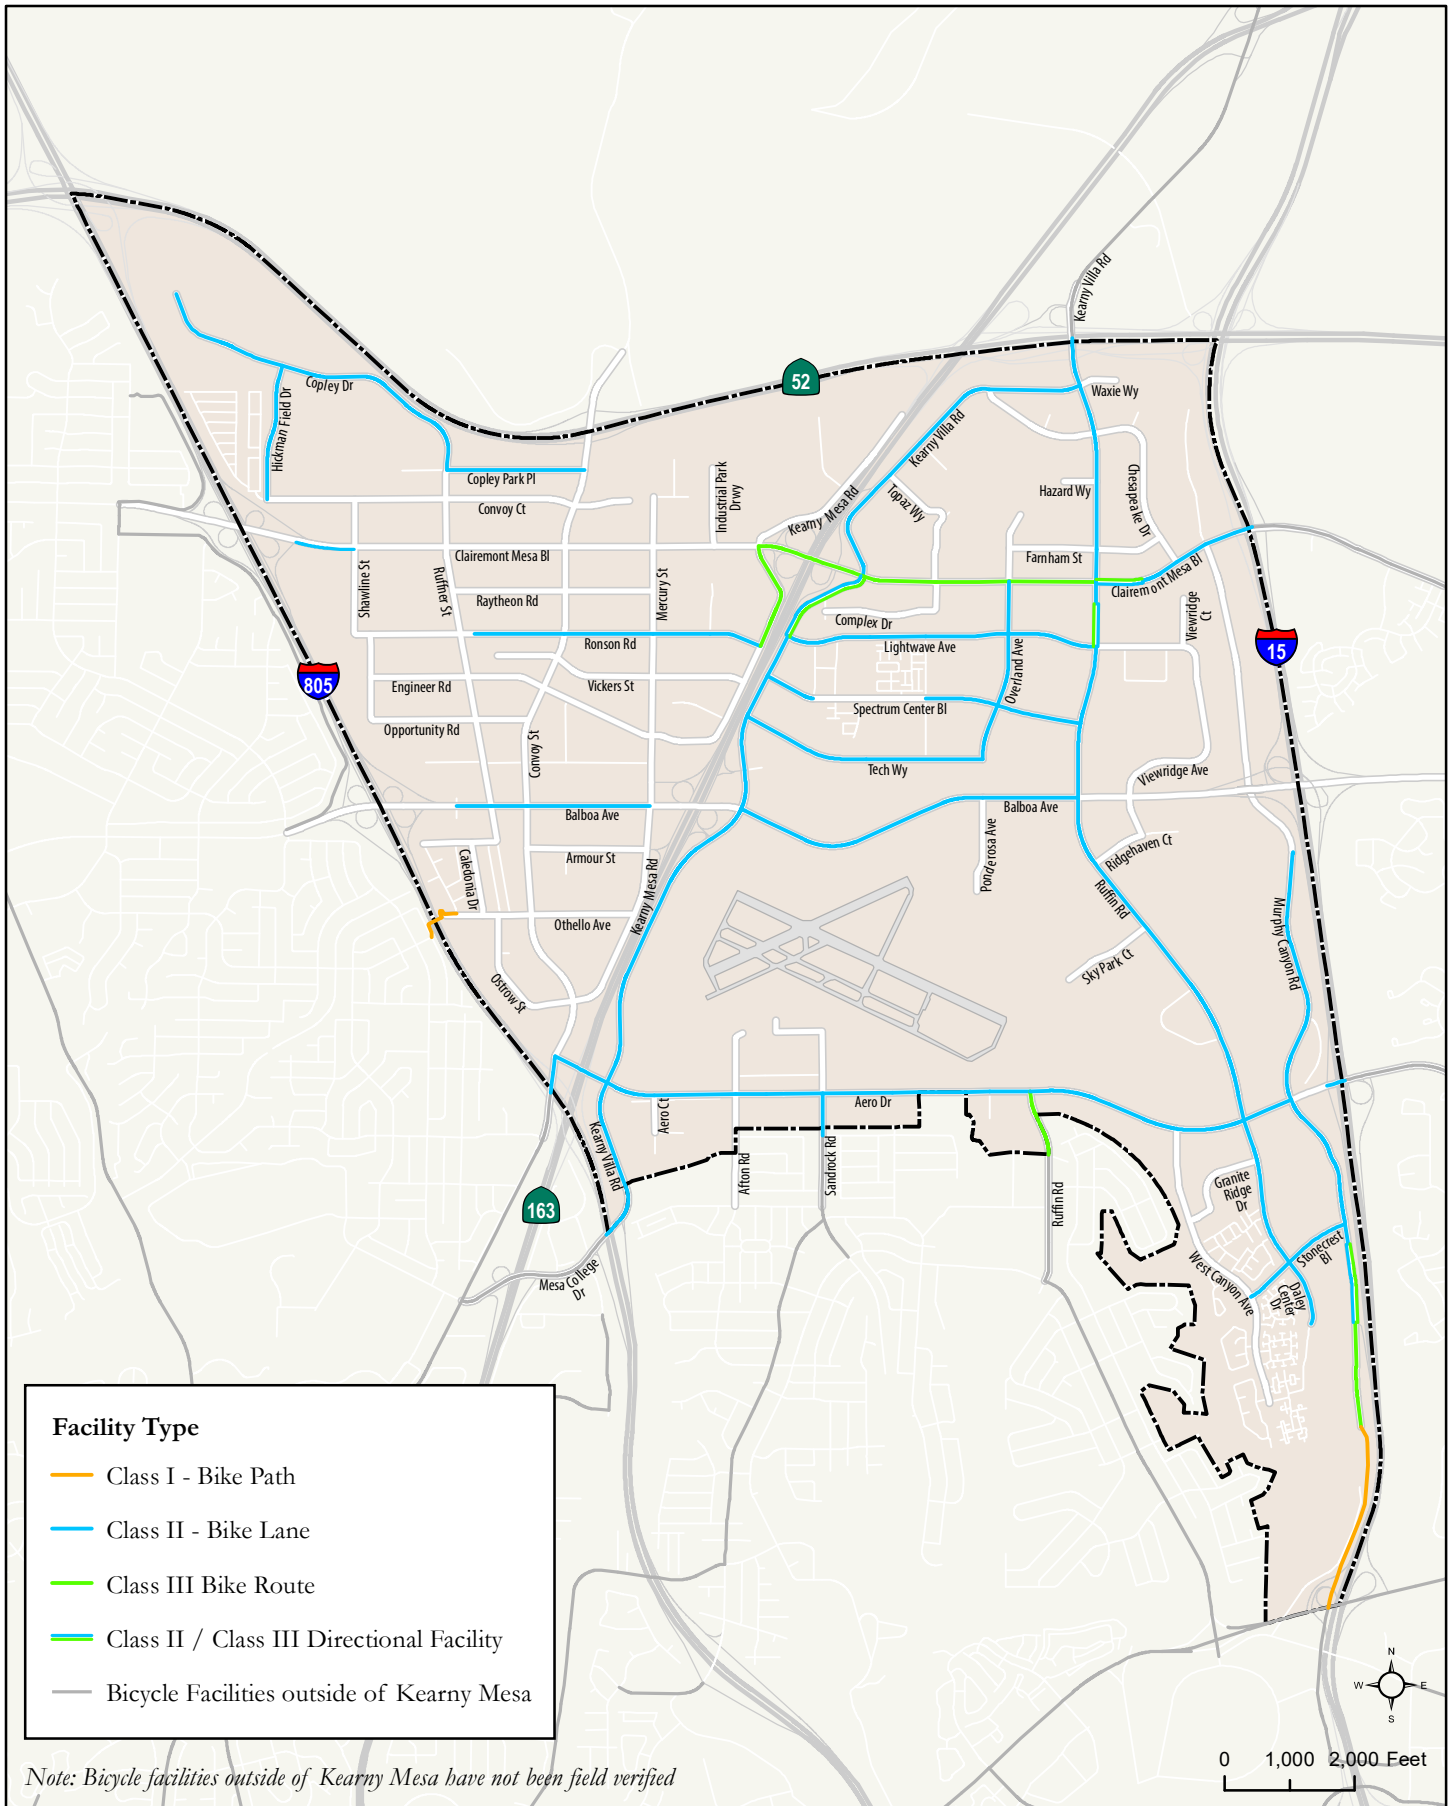 Kearny Villa Rd
52
Waxie Wy
Copley Dr
Hickman Field Dr
Kearny Villa Rd
Copley Park Pl
Industrial Park
Drwy
Hazard Wy
Chesapeake Dr
Topaz Wy
Kearny Mesa Rd
Convoy Ct
Clairemont Mesa Bl
Farnham St
Clairemont Mesa Bl
Shawline St
Ruffner St
Raytheon Rd
Mercury St
Complex Dr
Viewridge
Ct
Ronson Rd
Lightwave Ave
15
805
Engineer Rd
Vickers St
Overland Ave
Spectrum Center Bl
Opportunity Rd
Convoy St
Tech Wy
Viewridge Ave
Balboa Ave
Balboa Ave
Armour St
Ponderosa Ave
Ridgehaven Ct
Caledonia Dr
Kearny Mesa Rd
Ruffin Rd
Othello Ave
Murphy Canyon Rd
Sky Park Ct
Ostrow St
Aero Ct
Aero Dr
Kearny Villa Rd
Afton Rd
Sandrock Rd
Ruffin Rd
Granite
Ridge
Dr
163
Stonecrest
Bl
West Canyon Ave
Daley
Center
Dr
Mesa College
Dr
Facility Type
Class I - Bike Path
Class II - Bike Lane
Class III Bike Route
Class II / Class III Directional Facility
Bicycle Facilities outside of Kearny Mesa
N
W E
S
0 1,000 2,000 Feet
Note: Bicycle facilities outside of Kearny Mesa have not been field verified